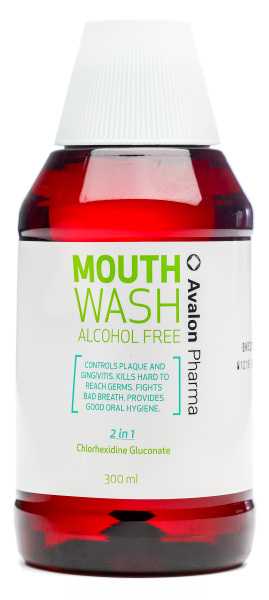 MOUTH
WASH
ALCOHOL FREE
Avalon Pharma
CONTROLS PLAQUE AND
GINGIVITIS. KILLS HARD TO
REACH GERMS. FIGHTS
BAD BREATH. PROVIDES
GOOD ORAL HYGIENE.
2 in 1
Chlorhexidine Gluconate
300 ml